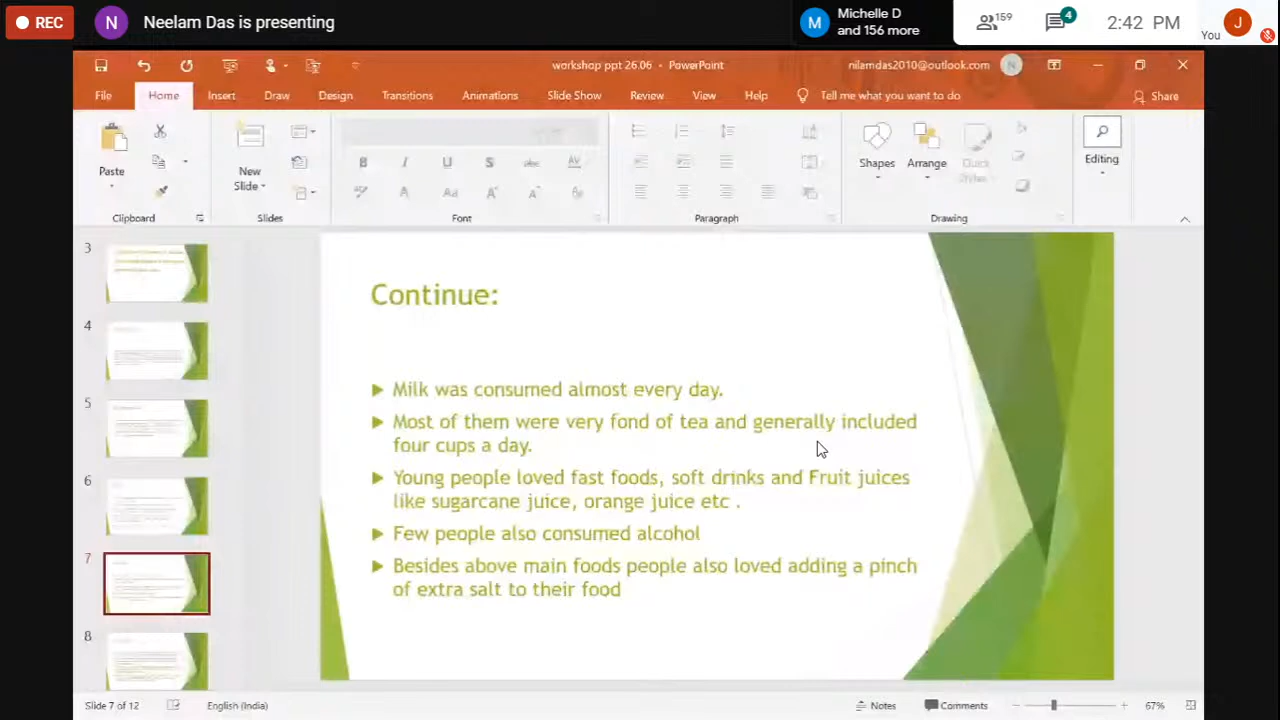 REC
N
Neelam Das is presenting
M
Michelle D
and 156 more
159
4
2:42 PM
You
J
workshop ppt 26.06 • PowerPoint
nilamdas2010@outlook.com
N
File
Home
Insert
Draw
Design
Transitions
Animations
Slide Show
Review
View
Help
Tell me what you want to do
Share
Paste
New
Slide
B
I
U
S
abc
AV
Aa
A
A
Shapes
Arrange
Quick
Styles
Editing
Clipboard
Slides
Font
Paragraph
Drawing
3
4
5
6
7
8
Continue:
Milk was consumed almost every day.
Most of them were very fond of tea and generally included
four cups a day.
Young people loved fast foods, soft drinks and Fruit juices
like sugarcane juice, orange juice etc .
Few people also consumed alcohol
Besides above main foods people also loved adding a pinch
of extra salt to their food
Slide 7 of 12
English (India)
Notes
Comments
67%